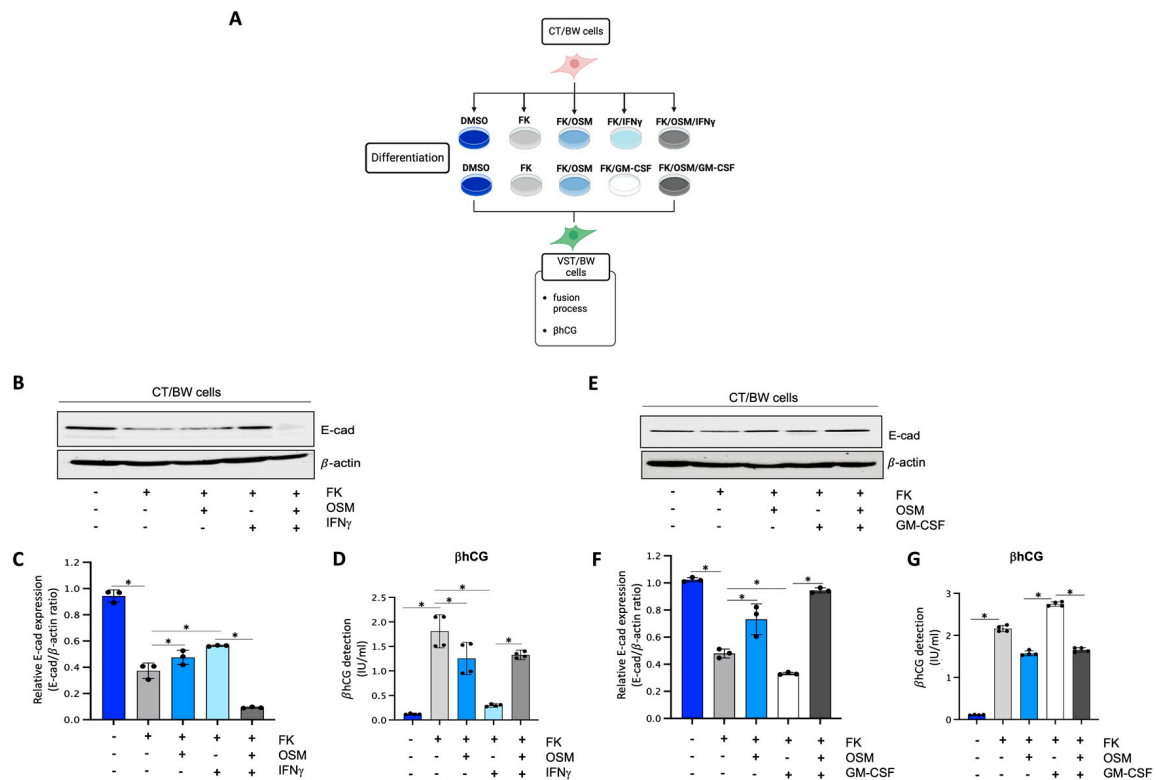 A
CT/BW cells
DMSO FK FK/OSM FK/IFNγ FK/OSM/IFNγ
Differentiation
DMSO FK FK/OSM FK/GM-CSF FK/OSM/GM-CSF
VST/BW
cells
• fusion
process
• βhCG
B
CT/BW cells
E-cad
β-actin
- + + + + FK
+ + OSM
+ + IFNγ
E
CT/BW cells
E-cad
β-actin
- + + + + FK
+ + OSM
+ + GM-CSF
C
Relative E-cad expression
(E-cad/β-actin ratio)
1.2
1.0
0.8
0.6
0.4
0.2
0.0
* * * *
- + + + + FK
+ + OSM
+ + IFNγ
D
βhCG
βhCG detection
(IU/ml)
2.5
2.0
1.5
1.0
0.5
0.0
* * * *
- + + + + FK
+ + OSM
+ + IFNγ
F
Relative E-cad expression
(E-cad/β-actin ratio)
1.2
1.0
0.8
0.6
0.4
0.2
0.0
* * * *
- + + + + FK
+ + OSM
+ + GM-CSF
G
βhCG
βhCG detection
(IU/ml)
3
2
1
0
* * *
- + + + + FK
+ + OSM
+ + GM-CSF